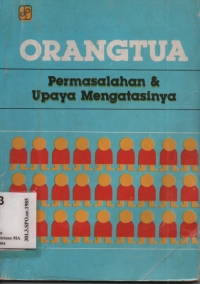 ORANGTUA
Permasalahan &
Upaya Mengatasinya